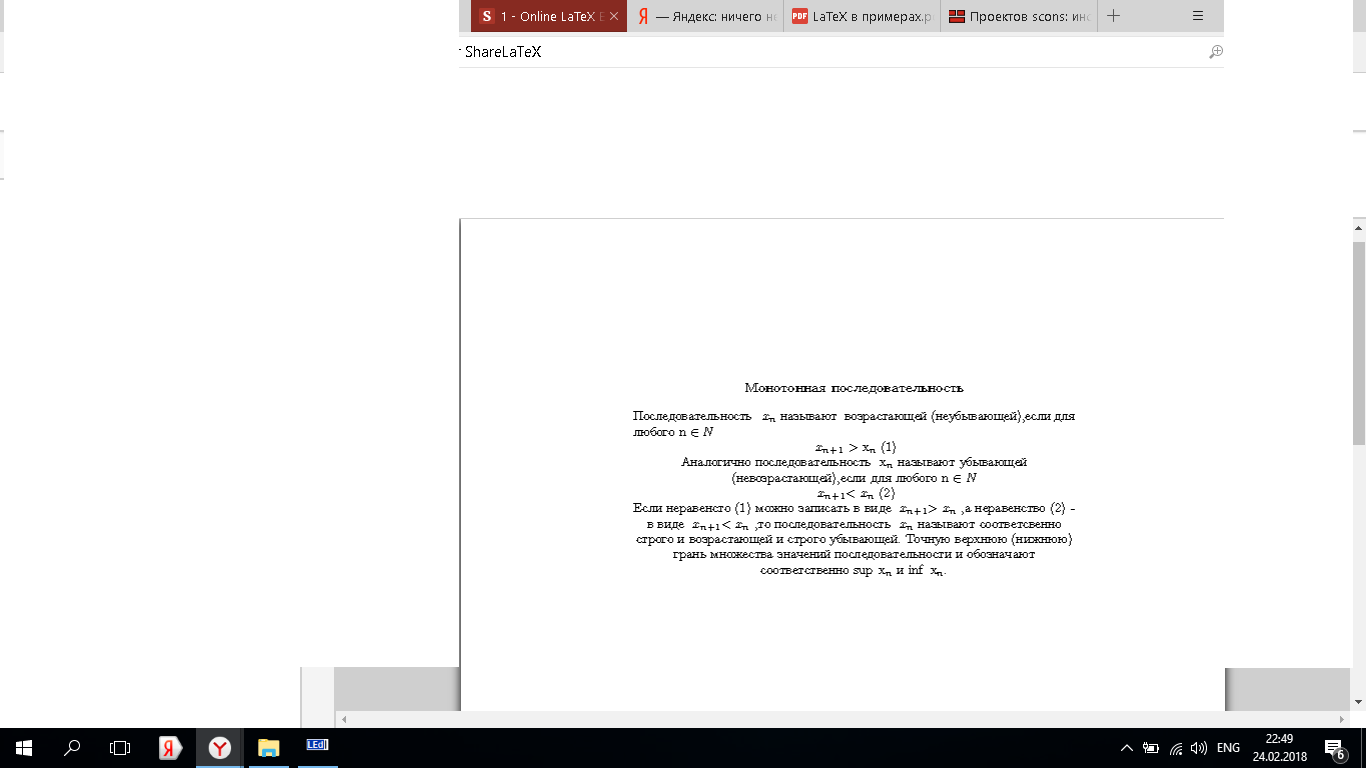 1 - Online LaTeX E
— Яндекс: ничего не
LaTeX в примерах.p
Проектов scons: инс
ShareLaTeX
Монотонная последовательность
Последовательность x_n называют возрастающей (неубывающей),если для
любого n ∈ N
x_{n+1} > x_n (1)
Аналогично последовательность x_n называют убывающей
(невозрастающей),если для любого n ∈ N
x_{n+1}< x_n (2)
Если неравенсто (1) можно записать в виде x_{n+1}> x_n ,а неравенство (2) -
в виде x_{n+1}< x_n ,то последовательность x_n называют соответсвенно
строго и возрастающей и строго убывающей. Точную верхнюю (нижнюю)
грань множества значений последовательности и обозначают
соответственно sup x_n и inf x_n.
LEd
ENG
22:49
24.02.2018
6